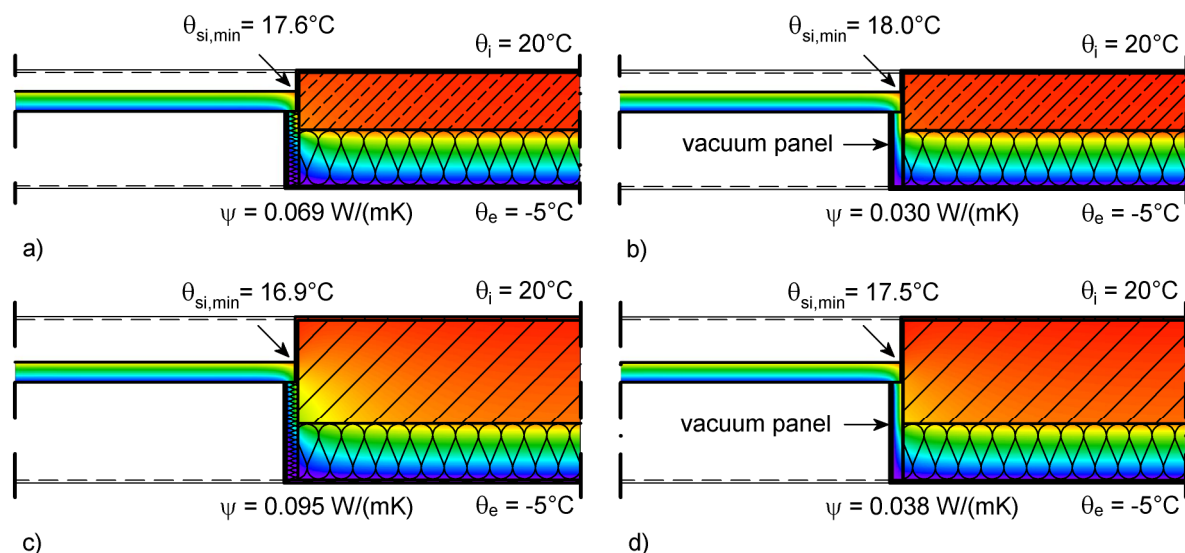 θsi,min= 17.6°C
θi = 20°C
ψ = 0.069 W/(mK)
θe = -5°C
a)
θsi,min= 18.0°C
θi = 20°C
vacuum panel
ψ = 0.030 W/(mK)
θe = -5°C
b)
θsi,min= 16.9°C
θi = 20°C
ψ = 0.095 W/(mK)
θe = -5°C
c)
θsi,min= 17.5°C
θi = 20°C
vacuum panel
ψ = 0.038 W/(mK)
θe = -5°C
d)